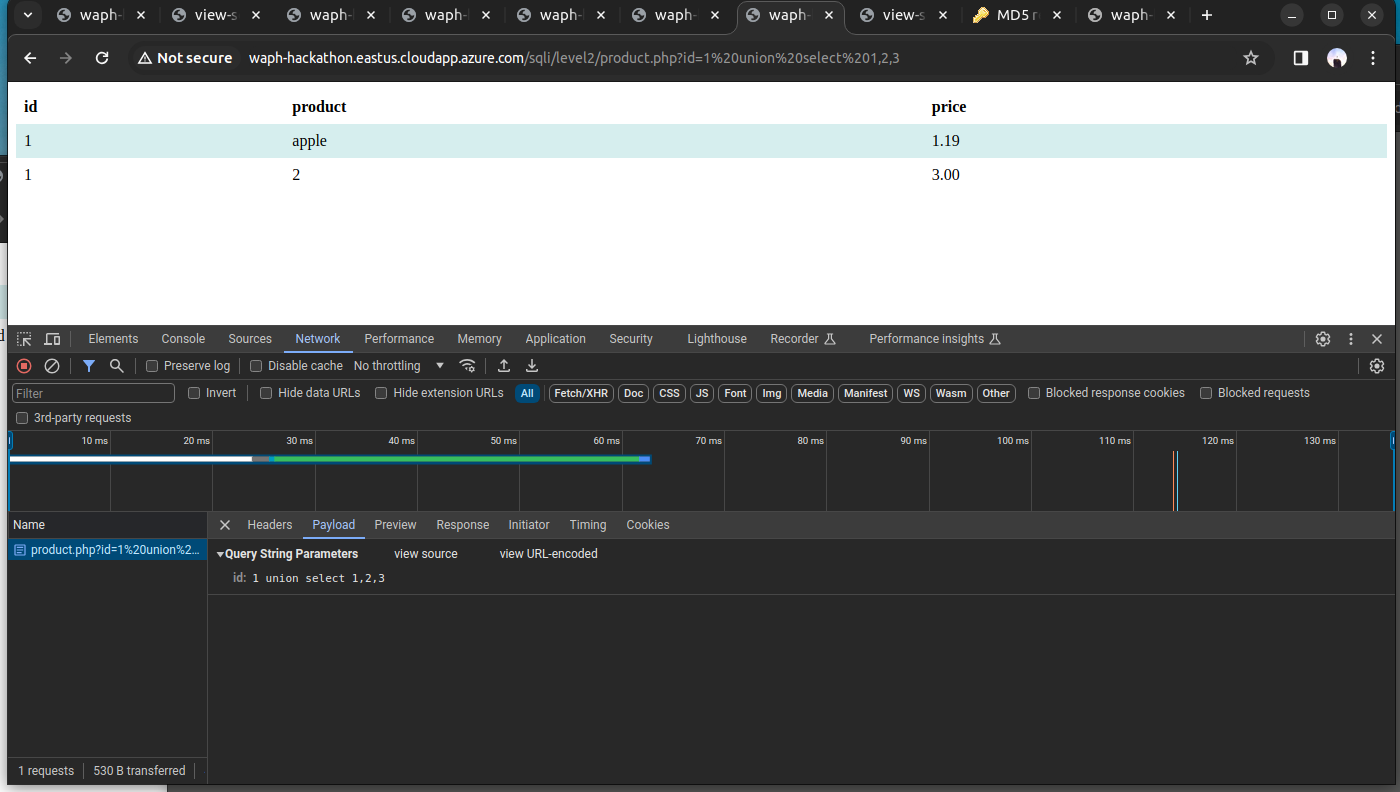 waph- view-s waph- waph- waph- waph- waph- view-s MD5 r waph-
Not secure waph-hackathon.eastus.cloudapp.azure.com/sqli/level2/product.php?id=1%20union%20select%201,2,3
id product price
1 apple 1.19
1 2 3.00
Elements Console Sources Network Performance Memory Application Security Lighthouse Recorder Performance insights
Preserve log Disable cache No throttling
Filter Invert Hide data URLs Hide extension URLs All Fetch/XHR Doc CSS JS Font Img Media Manifest WS Wasm Other Blocked response cookies Blocked requests
3rd-party requests
10 ms 20 ms 30 ms 40 ms 50 ms 60 ms 70 ms 80 ms 90 ms 100 ms 110 ms 120 ms 130 ms
Name Headers Payload Preview Response Initiator Timing Cookies
product.php?id=1%20union%2... Query String Parameters view source view URL-encoded
id: 1 union select 1,2,3
1 requests 530 B transferred